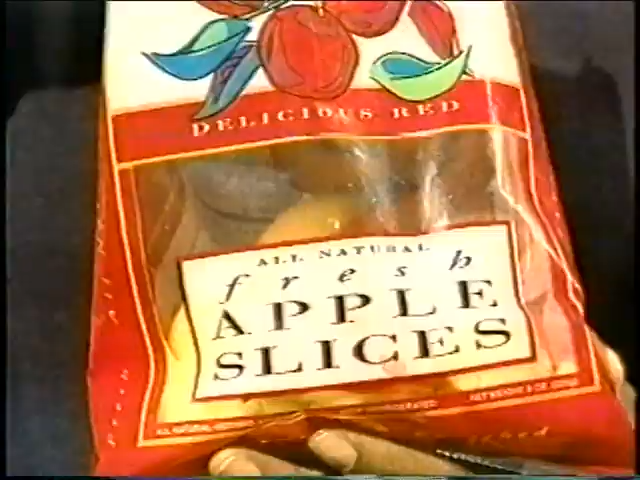 DELICIOUS RED
ALL NATURAL
fresh
APPLE
SLICES